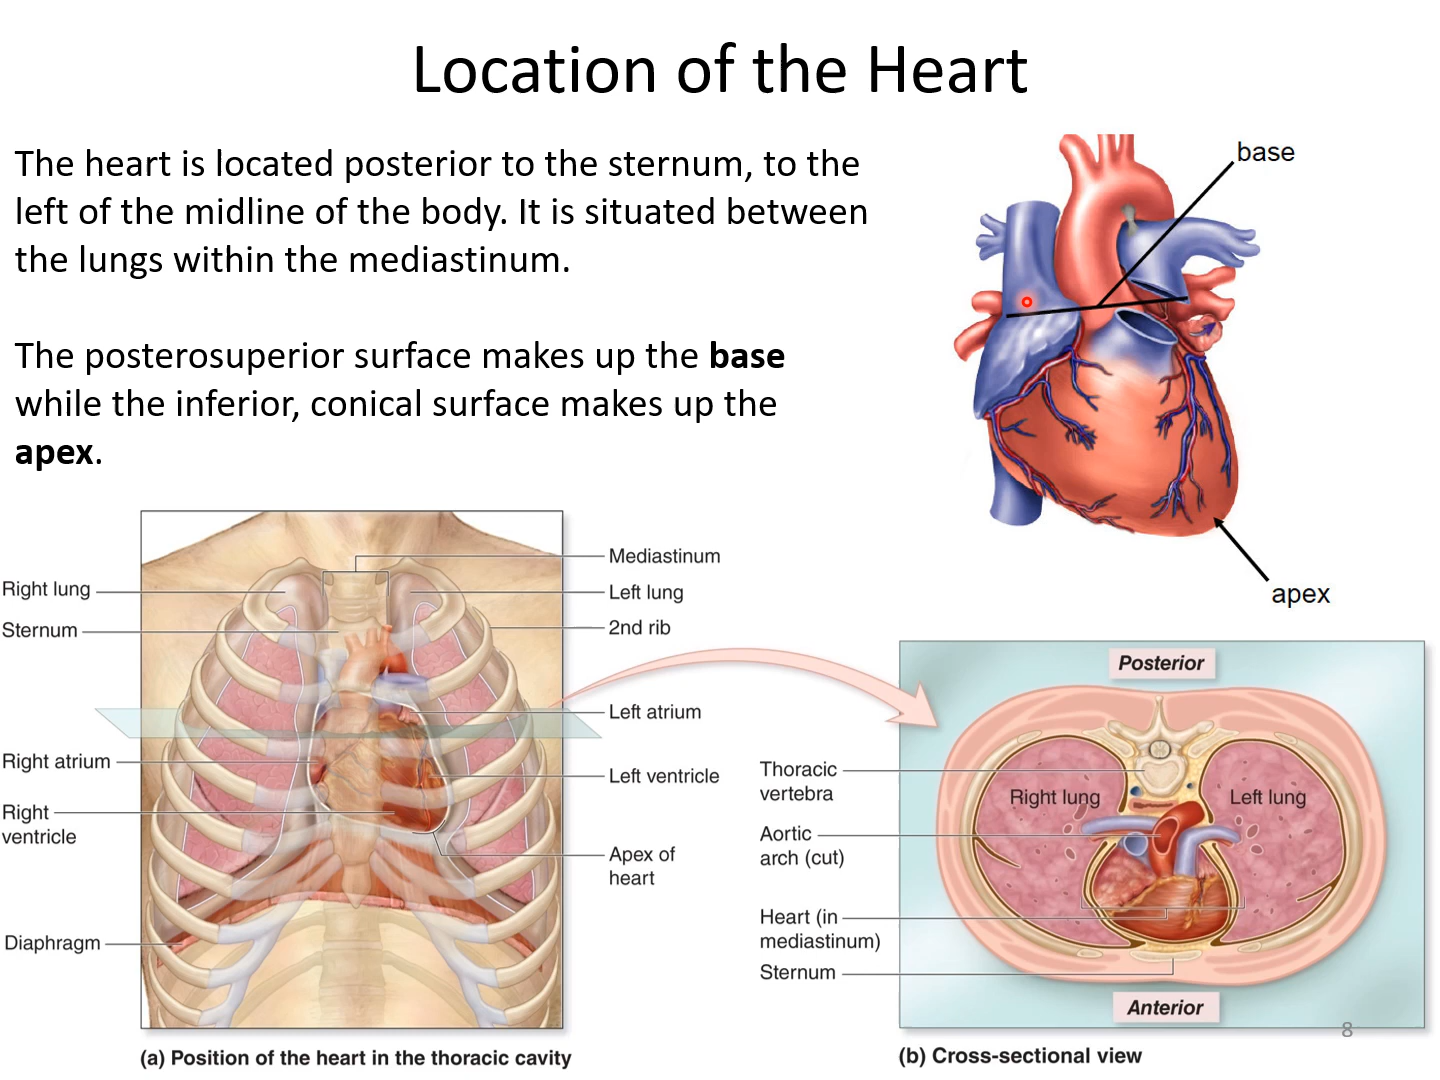 Location of the Heart
The heart is located posterior to the sternum, to the
left of the midline of the body. It is situated between
the lungs within the mediastinum.
The posterosuperior surface makes up the base
while the inferior, conical surface makes up the
apex.
base
apex
Mediastinum
Right lung
Left lung
Sternum
2nd rib
Left atrium
Right atrium
Left ventricle
Right
ventricle
Apex of
heart
Diaphragm
(a) Position of the heart in the thoracic cavity
Posterior
Thoracic
vertebra
Right lung
Left lung
Aortic
arch (cut)
Heart (in
mediastinum)
Sternum
Anterior
8
(b) Cross-sectional view